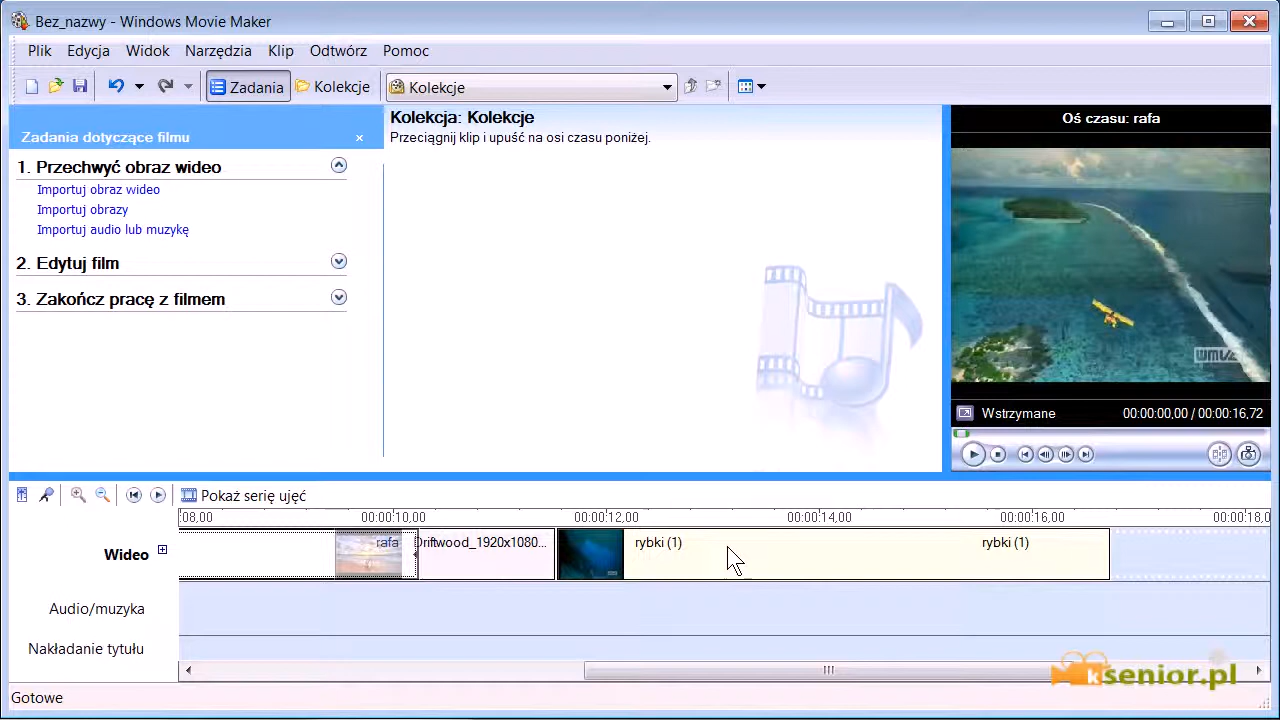 Bez_nazwy - Windows Movie Maker
Plik Edycja Widok Narzędzia Klip Odtwórz Pomoc
Zadania Kolekcje Kolekcje
Zadania dotyczące filmu
1. Przechwyć obraz wideo
Importuj obraz wideo
Importuj obrazy
Importuj audio lub muzykę
2. Edytuj film
3. Zakończ pracę z filmem
Kolekcja: Kolekcje
Przeciągnij klip i upuść na osi czasu poniżej.
Oś czasu: rafa
Wstrzymane 00:00:00,00 / 00:00:16,72
Pokaż serię ujęć
:08,00 00:00:10,00 00:00:12,00 00:00:14,00 00:00:16,00 00:00:18,0
Wideo rafa Driftwood_1920x1080... rybki (1) rybki (1)
Audio/muzyka
Nakładanie tytułu
ksenior.pl
Gotowe